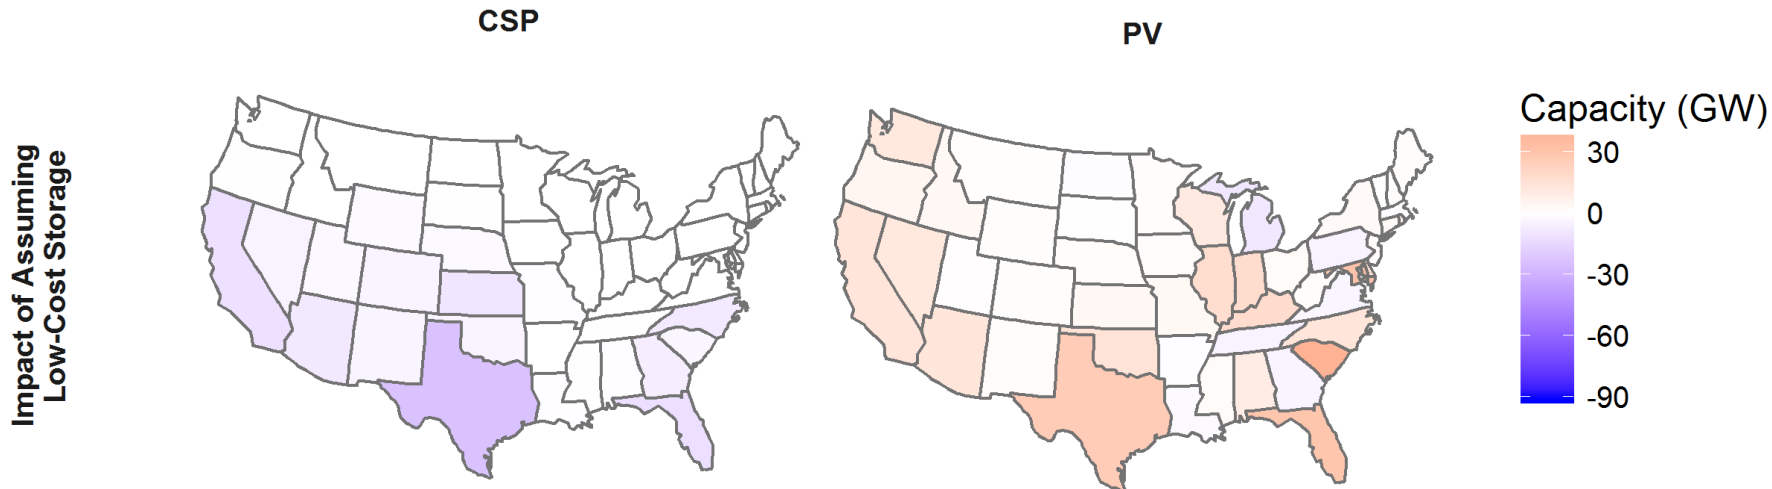 CSP
PV
Impact of Assuming
Low-Cost Storage
Capacity (GW)
30
0
-30
-60
-90